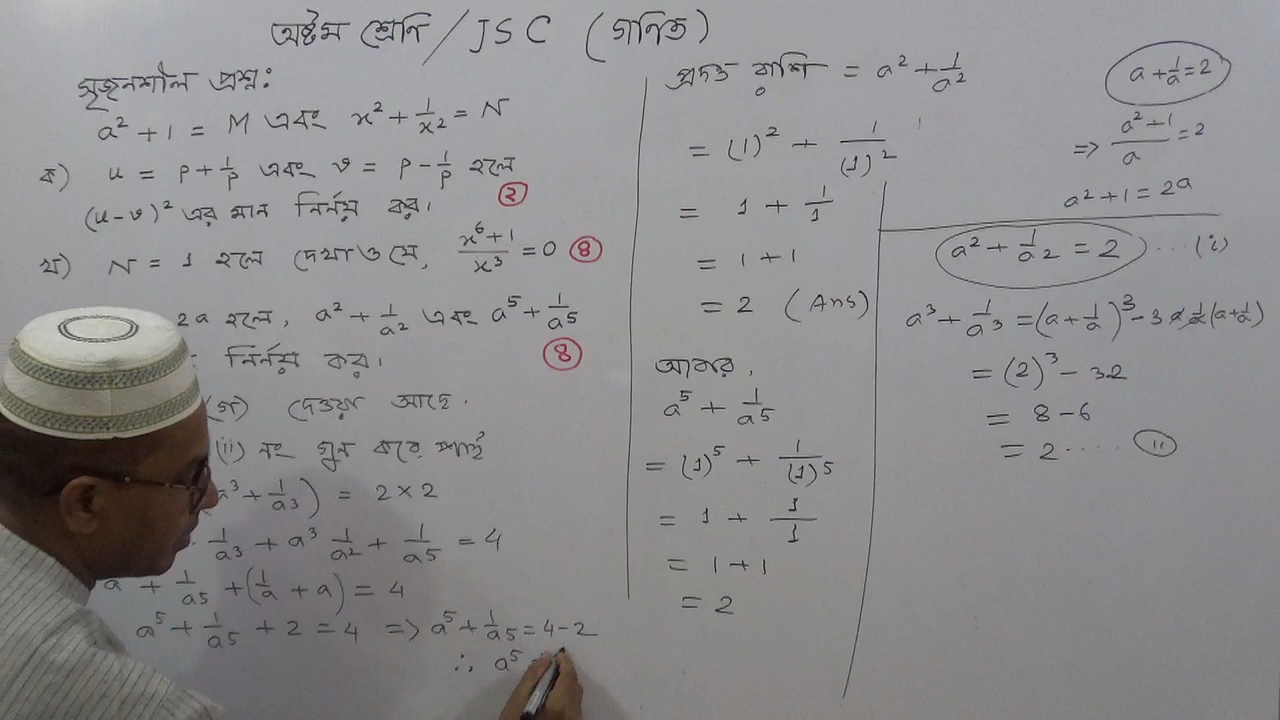 অষ্টম শ্রেনি / JSC (গনিত)
সৃজনশীল প্রশ্ন:
a² + 1 = M এবং x² + 1/x² = N
ক) u = p + 1/p এবং v = p - 1/p হলে
(u-v)² এর মান নির্নয় কর। ২
খ) N = 1 হলে দেখাও যে, (x⁶+1)/x³ = 0 ৪
2a হলে, a² + 1/a² এবং a⁵ + 1/a⁵
নির্নয় কর। ৪
(গ) দেওয়া আছে.
(ii) নং গুন করে পাই
a³ + 1/a³) = 2 × 2
1/a³ + a³ 1/a² + 1/a⁵ = 4
a + 1/a⁵ + (1/a + a) = 4
a⁵ + 1/a⁵ + 2 = 4 => a⁵ + 1/a⁵ = 4 - 2
∴ a⁵
প্রদত্ত রাশি = a² + 1/a²
= (1)² + 1/(1)²
= 1 + 1/1
= 1 + 1
= 2 (Ans)
আবার,
a⁵ + 1/a⁵
= (1)⁵ + 1/(1)⁵
= 1 + 1/1
= 1 + 1
= 2
a + 1/a = 2
=> (a²+1)/a = 2
a² + 1 = 2a
a² + 1/a² = 2 ... (i)
a³ + 1/a³ = (a + 1/a)³ - 3 a · 1/a (a + 1/a)
= (2)³ - 3.2
= 8 - 6
= 2 .... (ii)